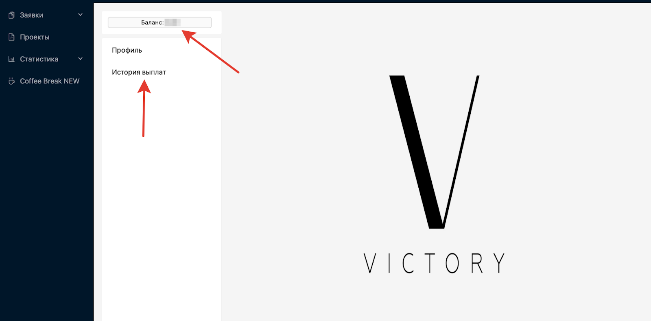 Заявки
Проекты
Статистика
Coffee Break NEW
Баланс:
Профиль
История выплат
V
VICTORY